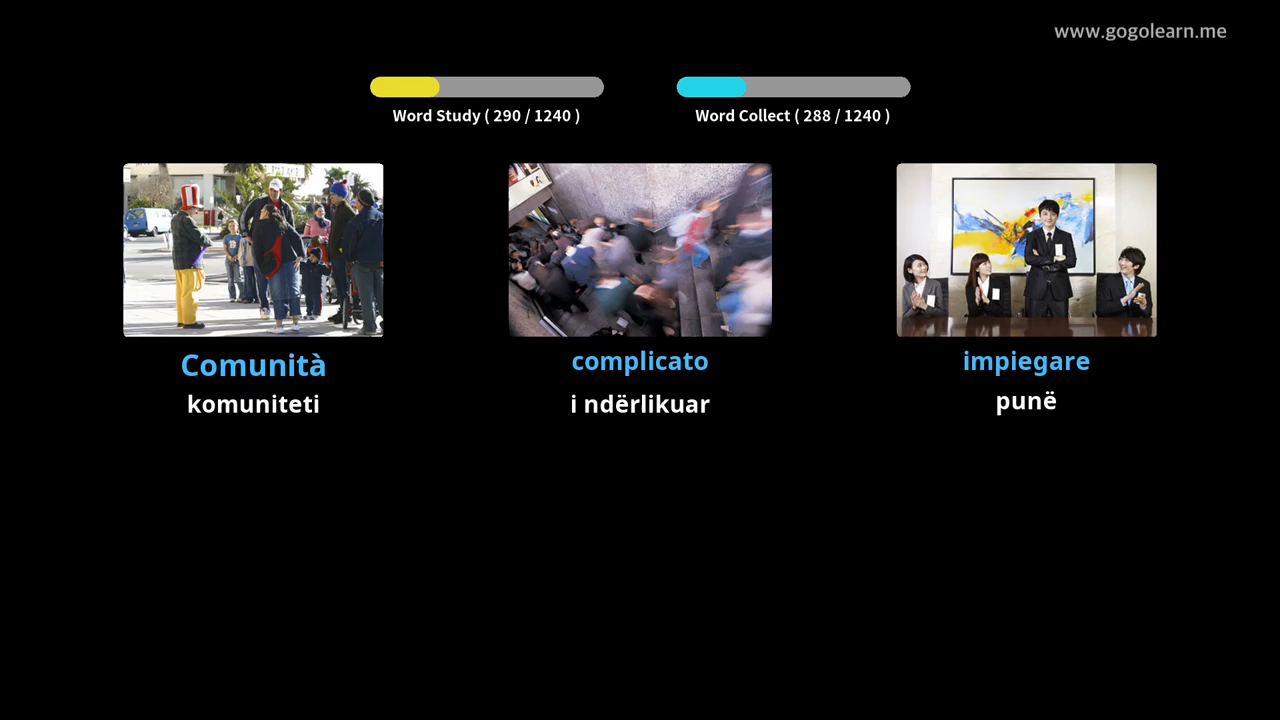 www.gogolearn.me
Word Study ( 290 / 1240 )
Word Collect ( 288 / 1240 )
Comunità
complicato
impiegare
komuniteti
i ndërlikuar
punë